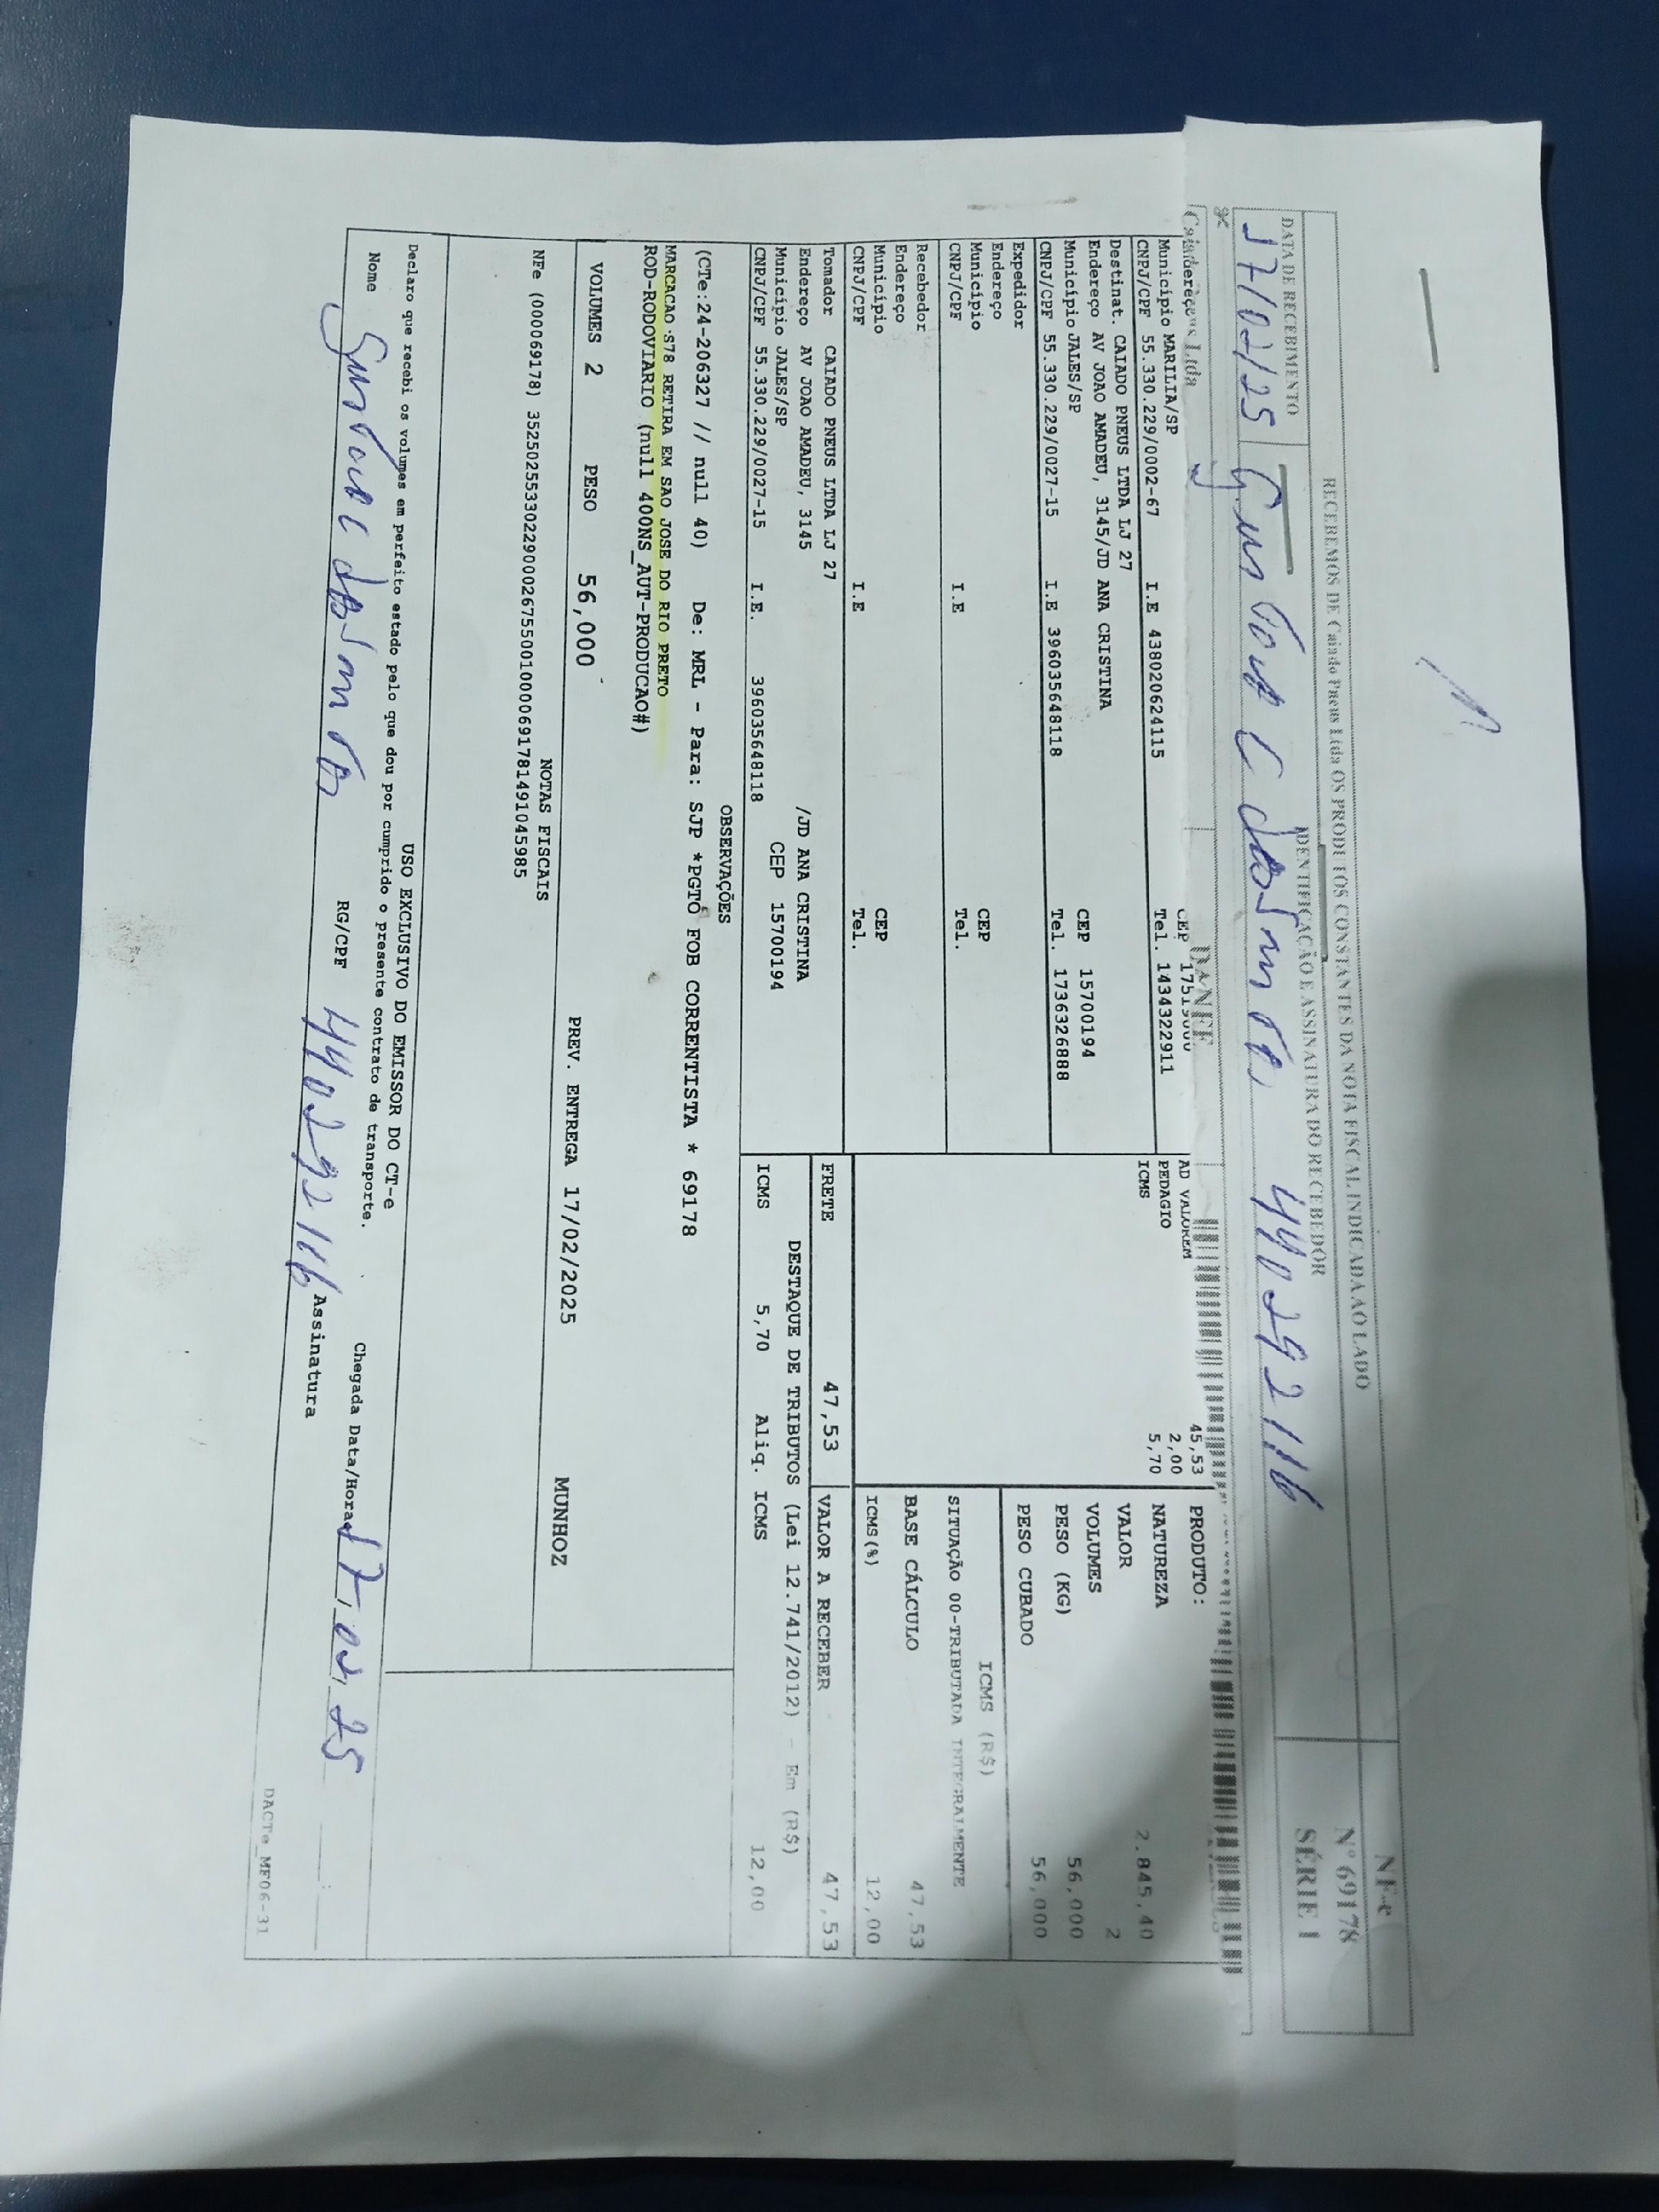 RECEBEMOS DE Caiado Pneus Ltda OS PRODUTOS CONSTANTES DA NOTA FISCAL INDICADA AO LADO
DATA DE RECEBIMENTO
IDENTIFICAÇÃO E ASSINATURA DO RECEBEDOR
17/02/25
44029211b
NF-e
Nº 69178
SÉRIE 1
DANFE
CEP
Município MARILIA/SP Tel. 1434322911
CNPJ/CPF 55.330.229/0002-67 I.E 438020624115
Destinat. CAIADO PNEUS LTDA LJ 27
Endereço AV JOAO AMADEU, 3145/JD ANA CRISTINA
Município JALES/SP CEP 15700194
CNPJ/CPF 55.330.229/0027-15 I.E 396035648118 Tel. 1736326888
Expedidor
Endereço
Município CEP
CNPJ/CPF I.E Tel.
Recebedor
Endereço
Município CEP
CNPJ/CPF I.E Tel.
Tomador CAIADO PNEUS LTDA LJ 27
Endereço AV JOAO AMADEU, 3145 /JD ANA CRISTINA
Município JALES/SP CEP 15700194
CNPJ/CPF 55.330.229/0027-15 I.E. 396035648118
AD VALOREM 45,53
PEDAGIO 2,00
ICMS 5,70
PRODUTO:
NATUREZA
VALOR 2.845,40
VOLUMES 2
PESO (KG) 56,000
PESO CUBADO 56,000
ICMS (R$)
SITUAÇÃO 00-TRIBUTADA INTEGRALMENTE
BASE CÁLCULO 47,53
ICMS(%) 12,00
FRETE 47,53 VALOR A RECEBER 47,53
DESTAQUE DE TRIBUTOS (Lei 12.741/2012) - Em (R$)
ICMS 5,70 Aliq. ICMS 12,00
OBSERVAÇÕES
(CTe:24-206327 // null 40) De: MRL - Para: SJP *PGTO FOB CORRENTISTA * 69178
MARCACAO :S78 RETIRA EM SAO JOSE DO RIO PRETO
ROD-RODOVIARIO (null 400NS_AUT-PRODUCAO#)
VOLUMES 2 PESO 56,000 PREV. ENTREGA 17/02/2025 MUNHOZ
NOTAS FISCAIS
NFe (000069178) 35250255330229000267550010000691781491045985
USO EXCLUSIVO DO EMISSOR DO CT-e
Declaro que recebi os volumes em perfeito estado pelo que dou por cumprido o presente contrato de transporte.
Nome RG/CPF 44029211b Assinatura Chegada Data/Hora 17,02,25
DACTe_MF06-31